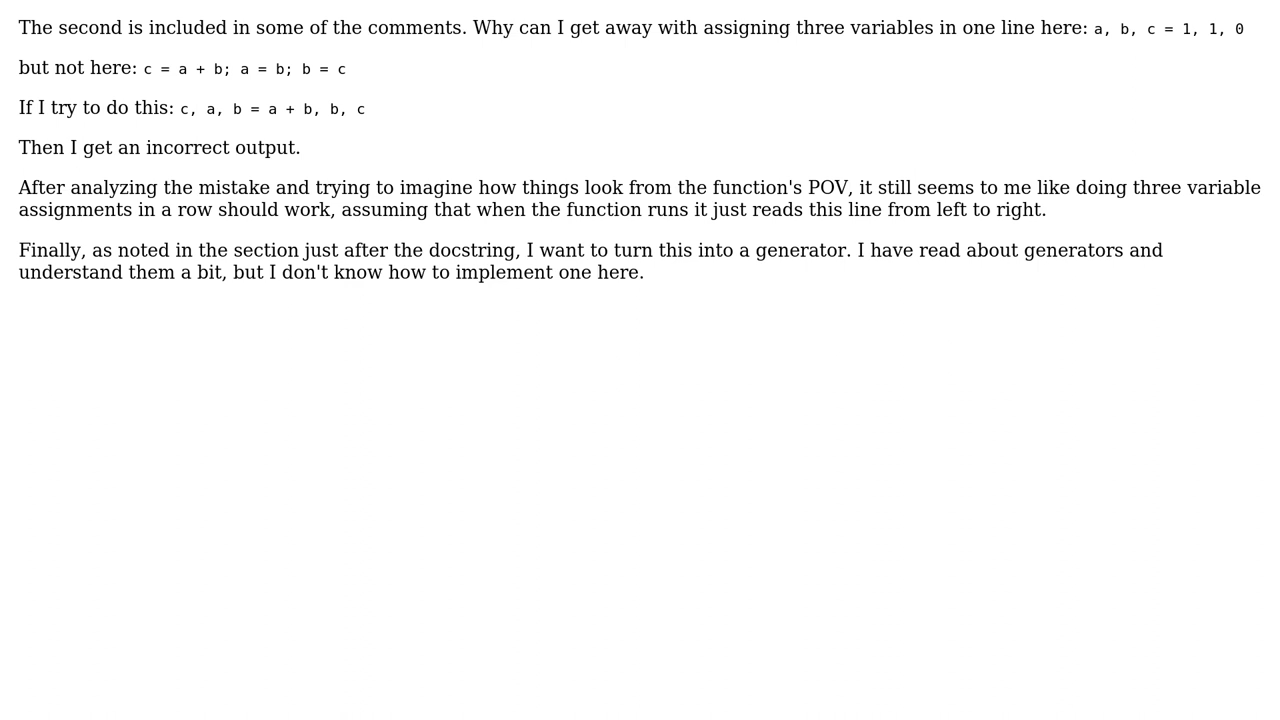 The second is included in some of the comments. Why can I get away with assigning three variables in one line here: a, b, c = 1, 1, 0
but not here: c = a + b; a = b; b = c
If I try to do this: c, a, b = a + b, b, c
Then I get an incorrect output.
After analyzing the mistake and trying to imagine how things look from the function's POV, it still seems to me like doing three variable
assignments in a row should work, assuming that when the function runs it just reads this line from left to right.
Finally, as noted in the section just after the docstring, I want to turn this into a generator. I have read about generators and
understand them a bit, but I don't know how to implement one here.